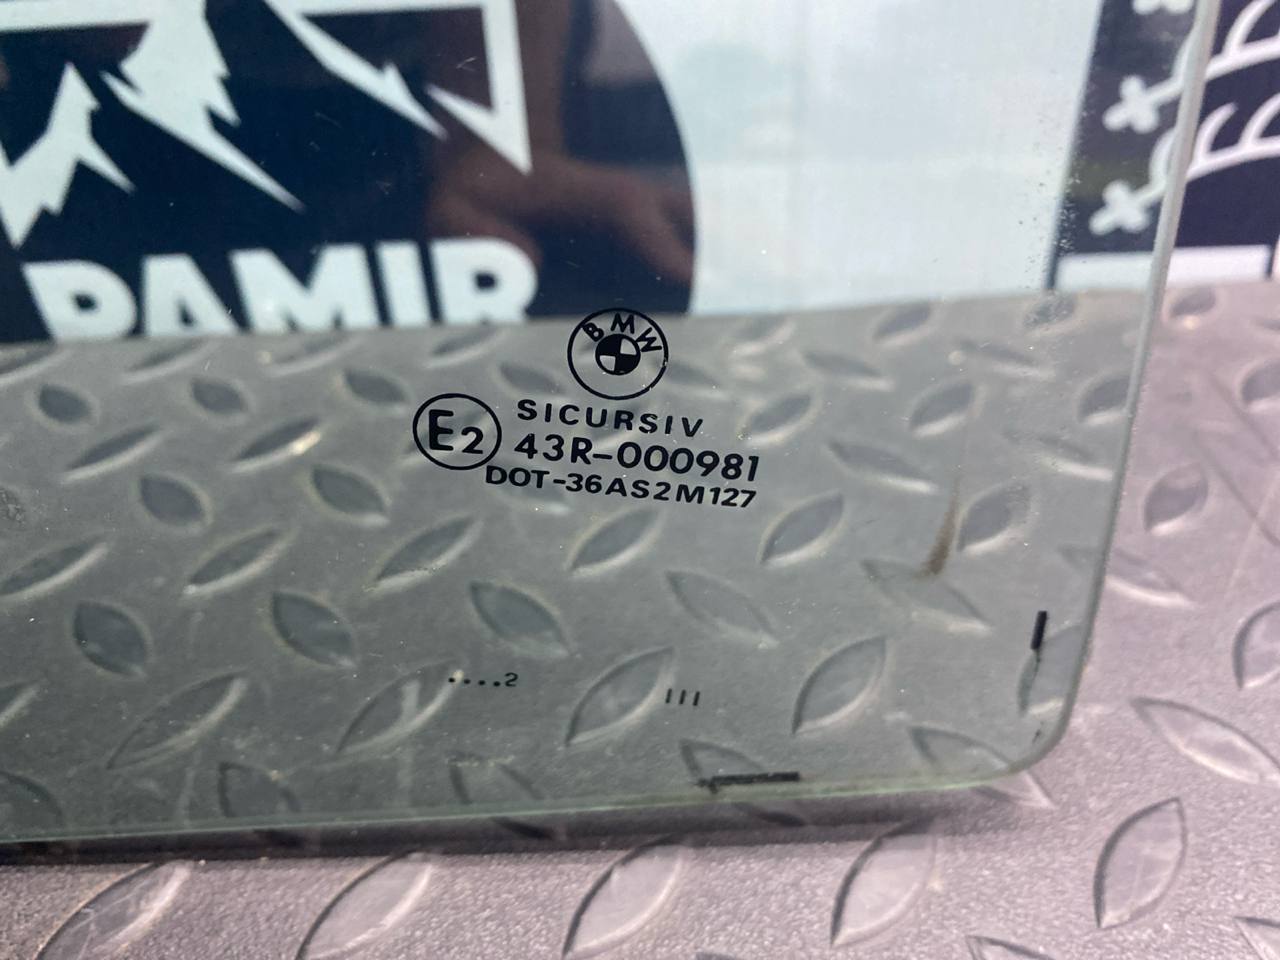 PAMIR
BMW
SICURSIV
E2 43R-000981
DOT-36AS2M127
....2 III